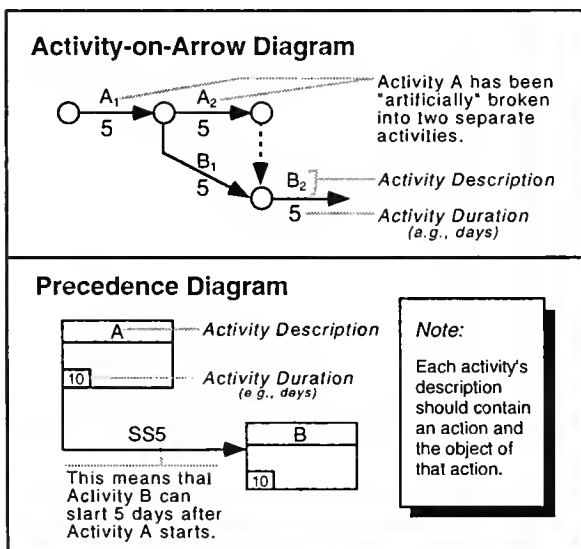 Activity-on-Arrow Diagram
A₁
A₂
5
5
Activity A has been
"artificially" broken
into two separate
activities.
B₁
5
B₂
Activity Description
5
Activity Duration
(e.g., days)
Precedence Diagram
A
Activity Description
10
Activity Duration
(e.g., days)
SS5
B
10
This means that
Activity B can
start 5 days after
Activity A starts.
Note:
Each activity's
description
should contain
an action and
the object of
that action.